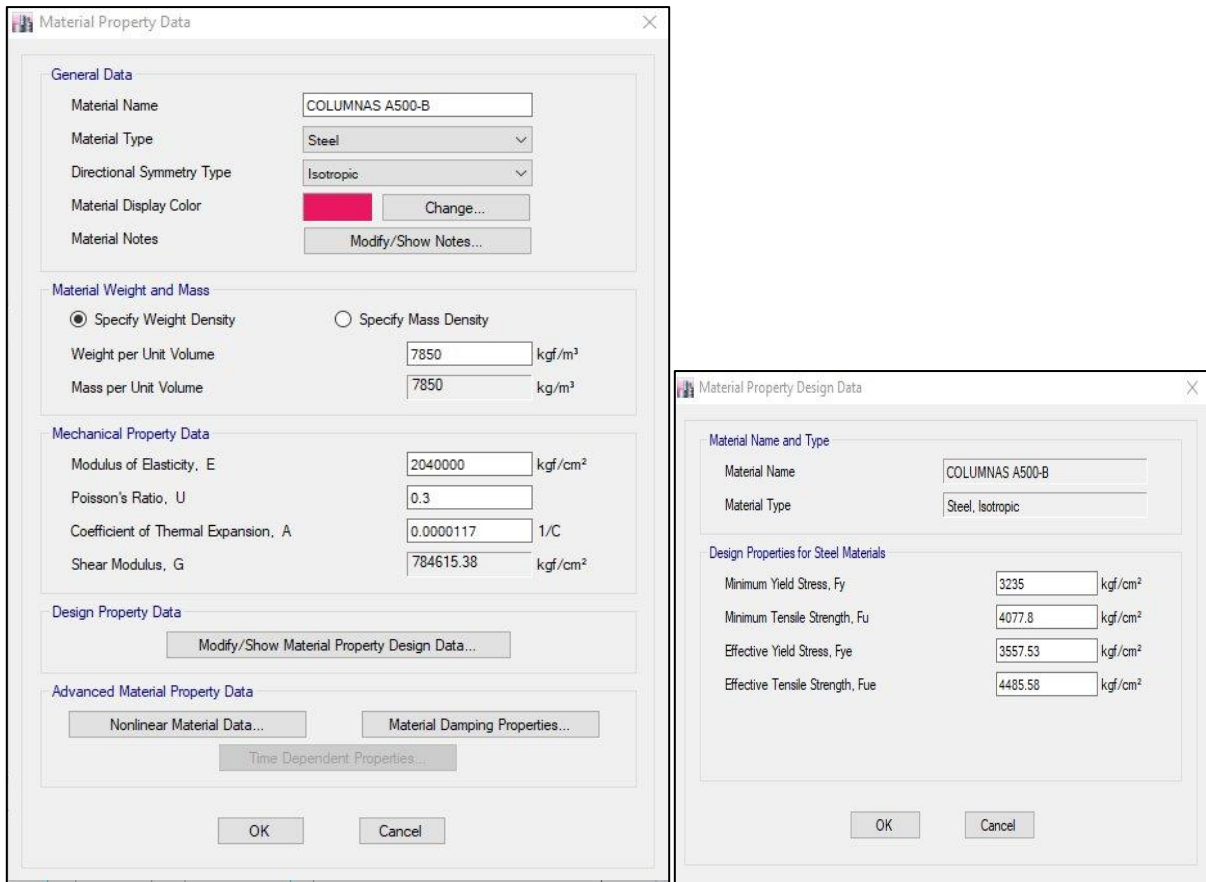 Material Property Data
General Data
Material Name COLUMNAS A500-B
Material Type Steel
Directional Symmetry Type Isotropic
Material Display Color Change...
Material Notes Modify/Show Notes...
Material Weight and Mass
Specify Weight Density Specify Mass Density
Weight per Unit Volume 7850 kgf/m³
Mass per Unit Volume 7850 kg/m³
Mechanical Property Data
Modulus of Elasticity, E 2040000 kgf/cm²
Poisson's Ratio, U 0.3
Coefficient of Thermal Expansion, A 0.0000117 1/C
Shear Modulus, G 784615.38 kgf/cm²
Design Property Data
Modify/Show Material Property Design Data...
Advanced Material Property Data
Nonlinear Material Data... Material Damping Properties...
Time Dependent Properties...
OK Cancel
Material Property Design Data
Material Name and Type
Material Name COLUMNAS A500-B
Material Type Steel, Isotropic
Design Properties for Steel Materials
Minimum Yield Stress, Fy 3235 kgf/cm²
Minimum Tensile Strength, Fu 4077.8 kgf/cm²
Effective Yield Stress, Fye 3557.53 kgf/cm²
Effective Tensile Strength, Fue 4485.58 kgf/cm²
OK Cancel